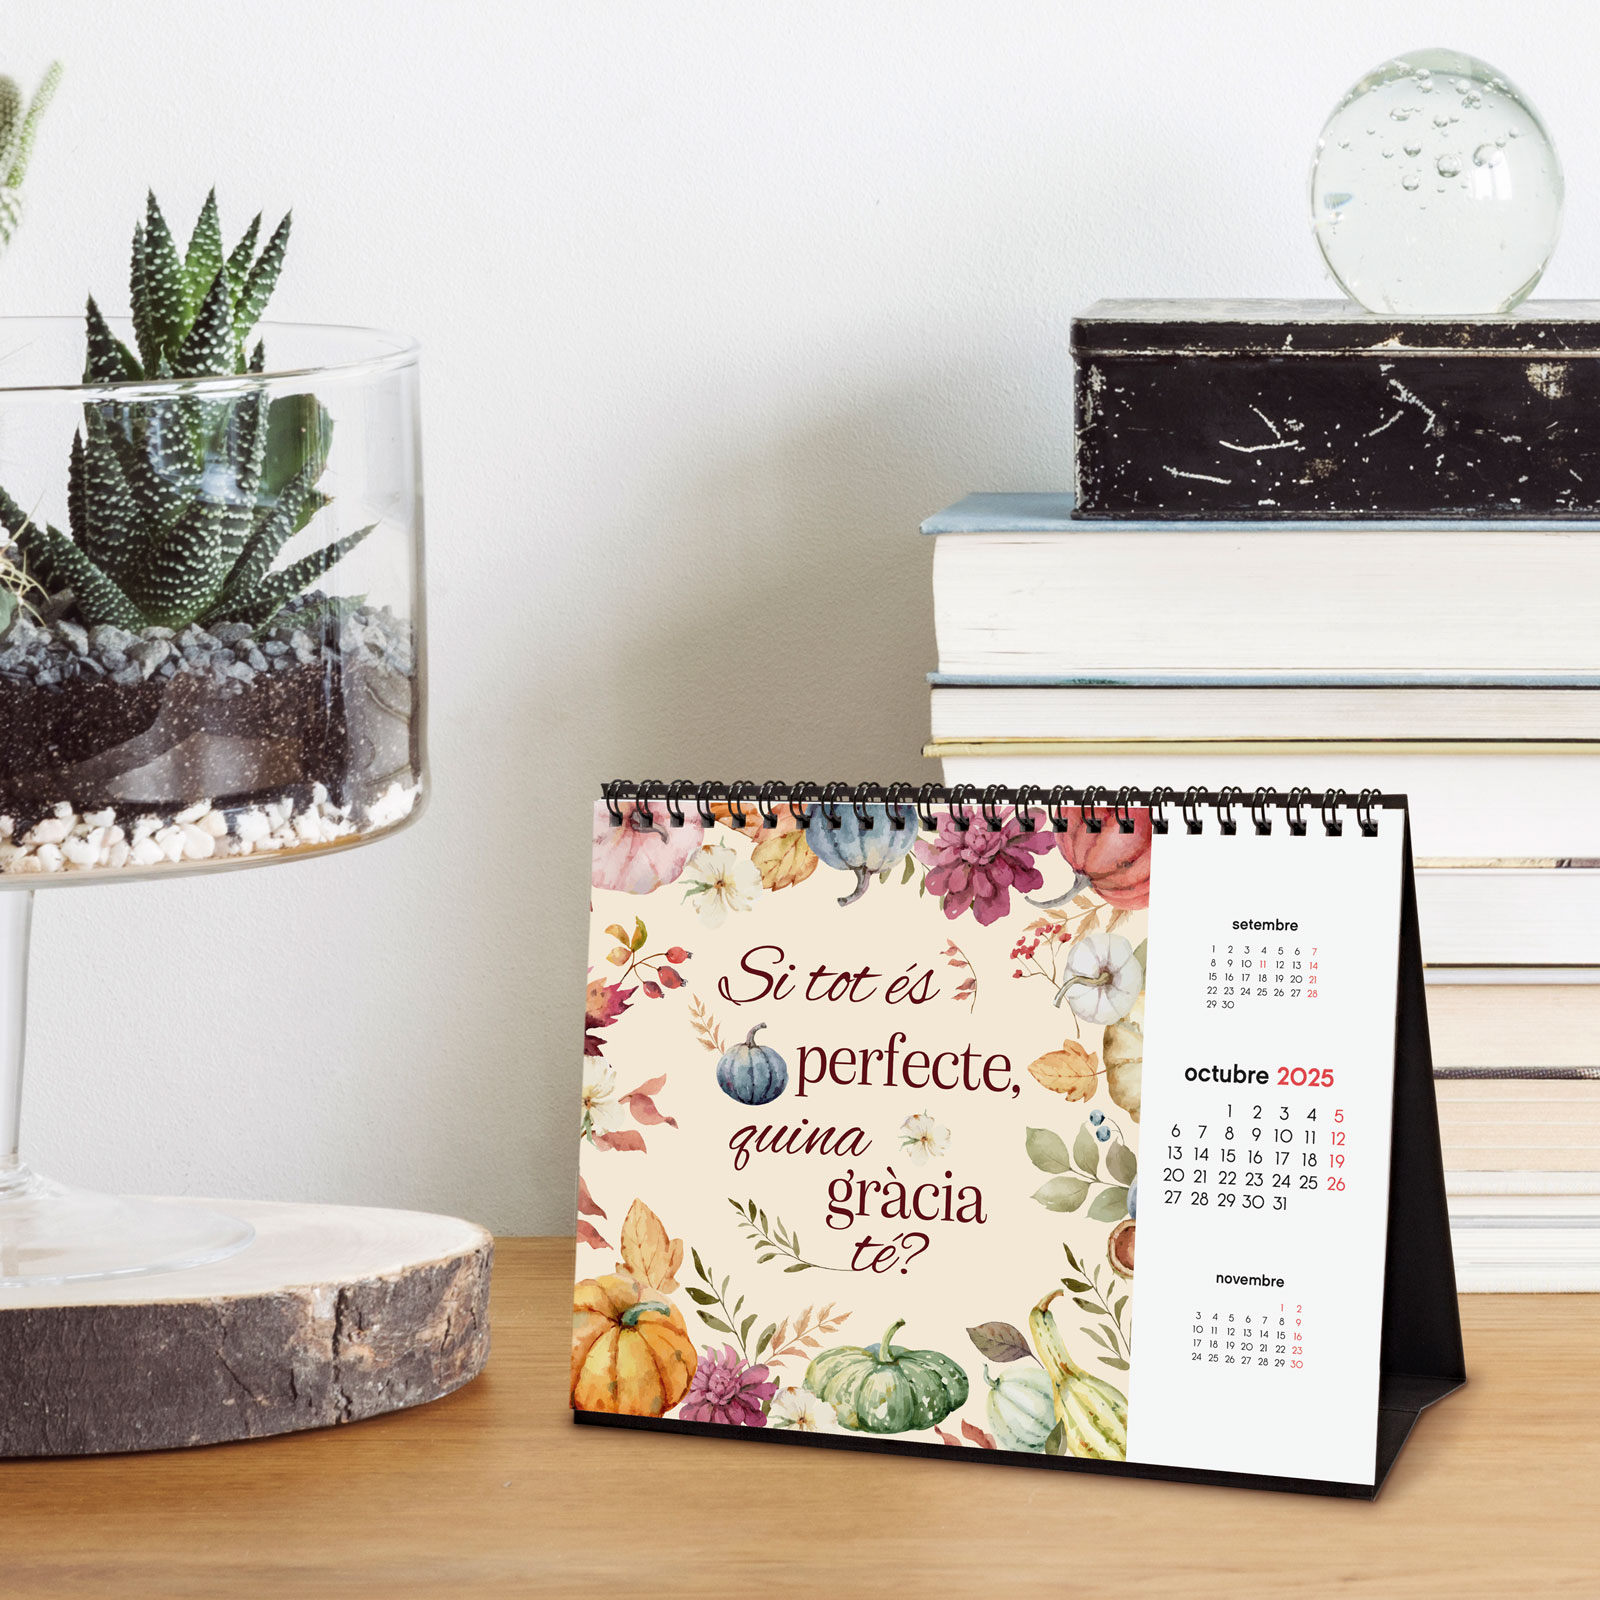 Si tot és
perfecte,
quina
gràcia
té?
setembre
1 2 3 4 5 6 7
8 9 10 11 12 13 14
15 16 17 18 19 20 21
22 23 24 25 26 27 28
29 30
octubre 2025
1 2 3 4 5
6 7 8 9 10 11 12
13 14 15 16 17 18 19
20 21 22 23 24 25 26
27 28 29 30 31
novembre
1 2
3 4 5 6 7 8 9
10 11 12 13 14 15 16
17 18 19 20 21 22 23
24 25 26 27 28 29 30